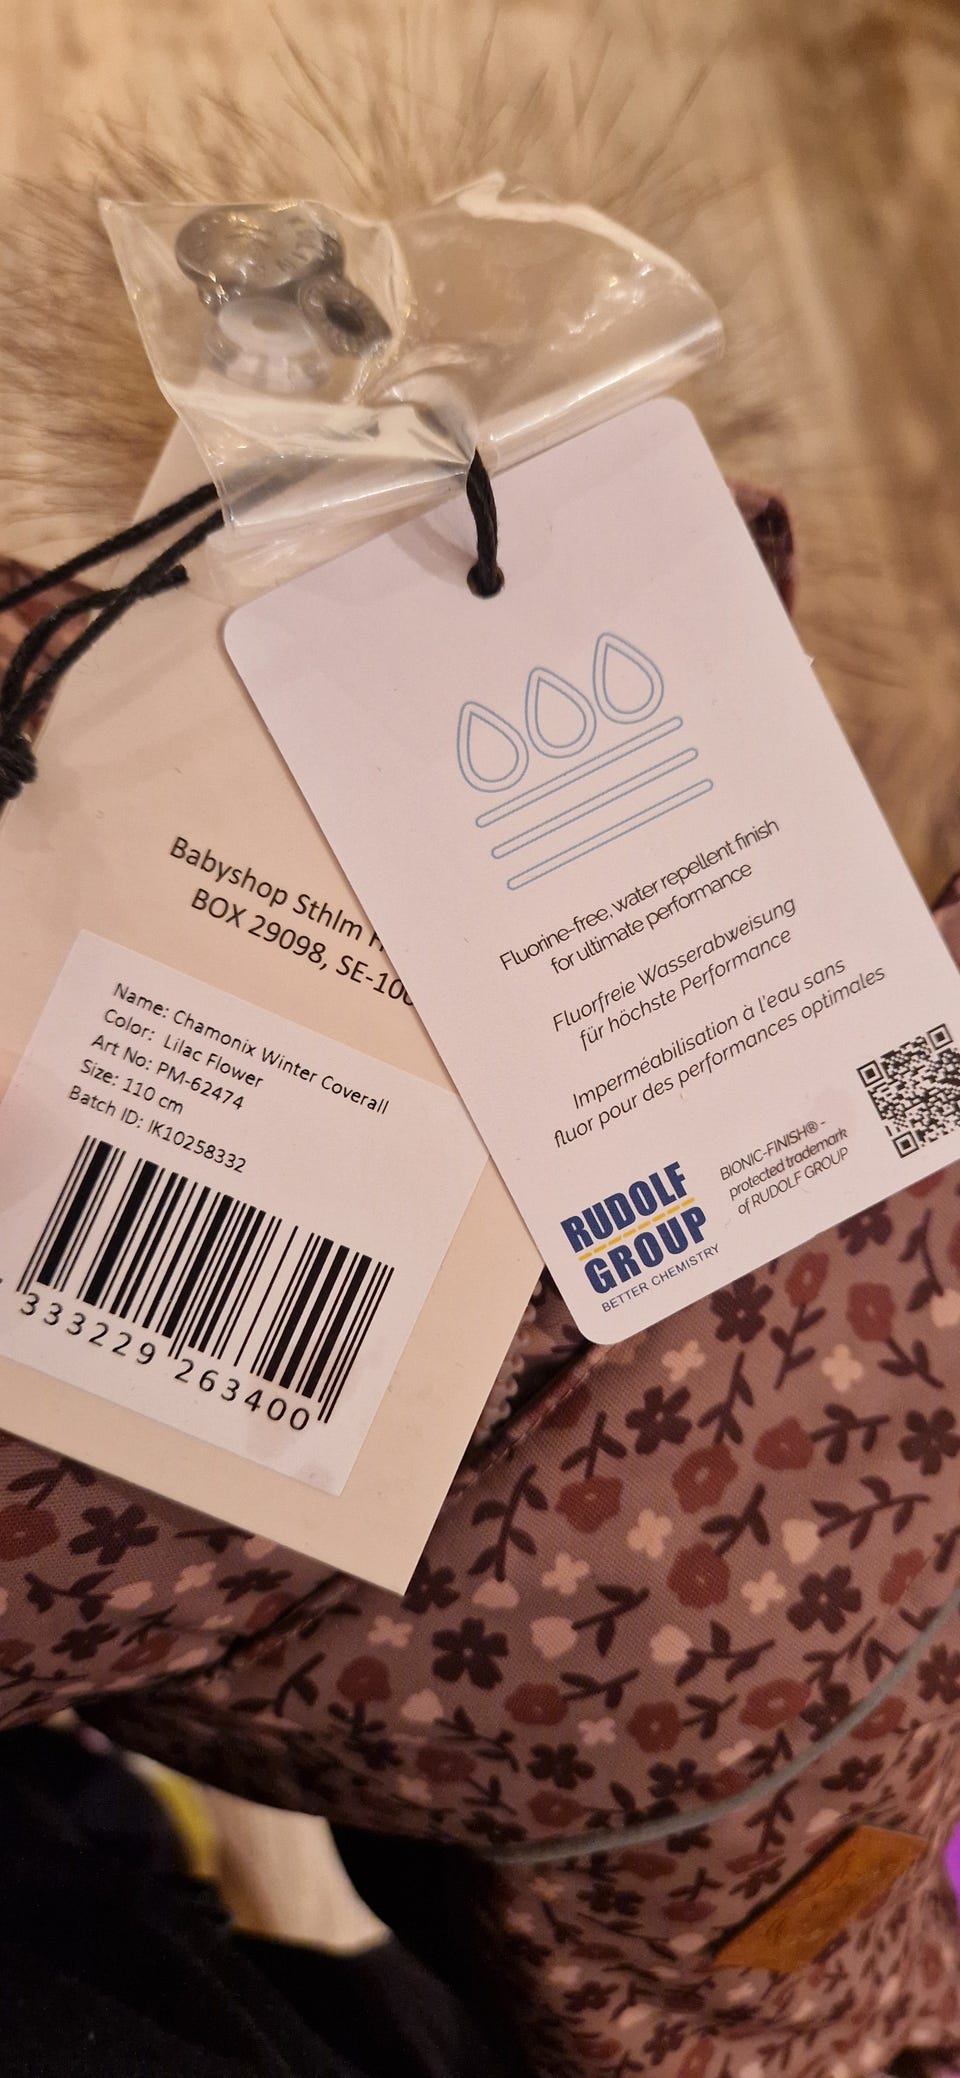 Babyshop Sthlm
BOX 29098, SE-10
Name: Chamonix Winter Coverall
Color: Lilac Flower
Art No: PM-62474
Size: 110 cm
Batch ID: IK10258332
333229 263400
Fluorine-free, water repellent finish
for ultimate performance
Fluorfreie Wasserabweisung
für höchste Performance
Imperméabilisation à l'eau sans
fluor pour des performances optimales
RUDOLF
GROUP
BETTER CHEMISTRY
BIONIC-FINISH® -
protected trademark
of RUDOLF GROUP